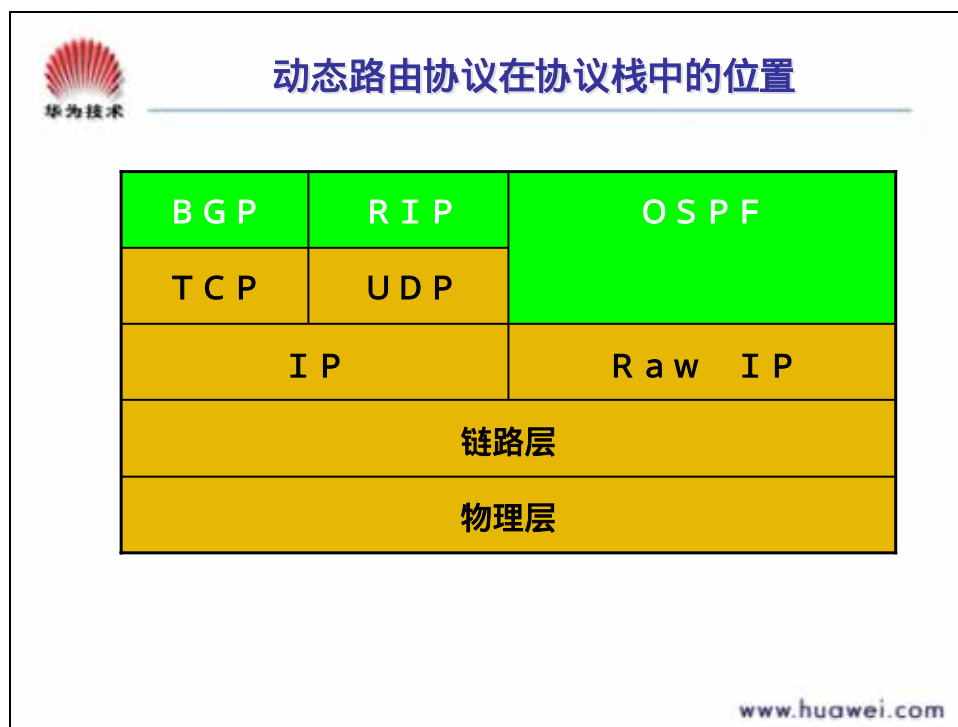 动态路由协议在协议栈中的位置
华为技术
BGP RIP OSPF
TCP UDP
IP Raw IP
链路层
物理层
www.huawei.com